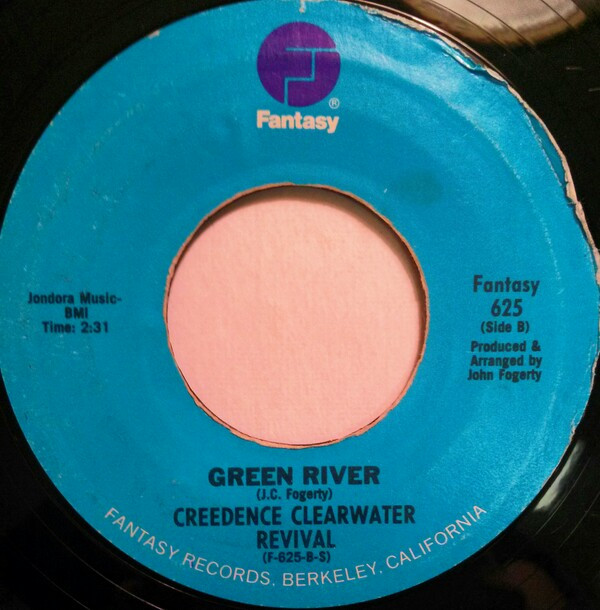 ®
Fantasy
Jondora Music-
BMI
Time: 2:31
Fantasy
625
(Side B)
Produced &
Arranged by
John Fogerty
GREEN RIVER
(J.C. Fogerty)
CREEDENCE CLEARWATER
REVIVAL
(F-625-B-S)
FANTASY RECORDS. BERKELEY. CALIFORNIA